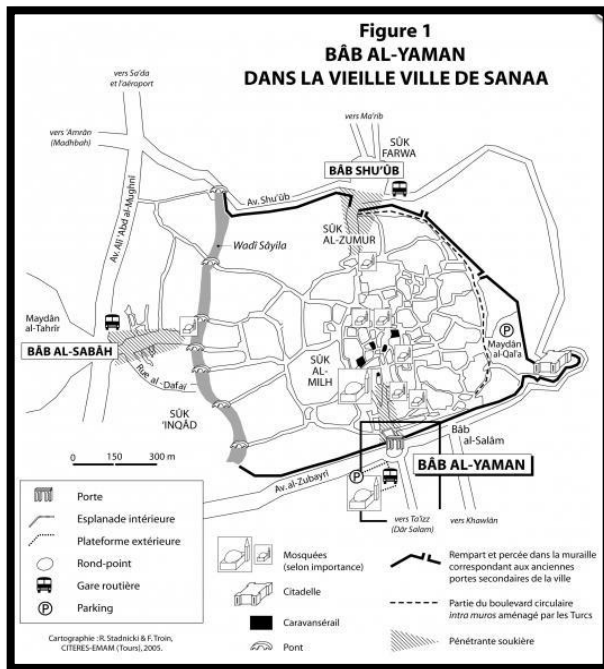 Figure 1
BÂB AL-YAMAN
DANS LA VIEILLE VILLE DE SANAA
vers Sa'da
et l'aéroport
vers 'Amrân
(Madhbah)
vers Ma'rib
SÛK
FARWA
BÂB SHU'ÛB
Av. Shu'ûb
Av. Alî 'Abd al-Mughnî
SÛK
AL-ZUMUR
Wadî Sâyila
Maydân
al-Tahrîr
P
Maydân
al-Qal'a
BÂB AL-SABÂH
Rue al-Dafaï
SÛK
AL-MILH
SÛK
'INQÂD
Bâb
al-Salâm
0 150 300 m
BÂB AL-YAMAN
Av. al-Zubayrî
P
vers Ta'izz
(Dâr Salam)
vers Khawlân
Porte
Esplanade intérieure
Plateforme extérieure
Rond-point
Gare routière
P Parking
Mosquées
(selon importance)
Citadelle
Caravansérail
Pont
Rempart et percée dans la muraille
correspondant aux anciennes
portes secondaires de la ville
Partie du boulevard circulaire
intra muros aménagé par les Turcs
Pénétrante soukière
Cartographie : R. Stadnicki & F. Troin,
CITERES-EMAM (Tours), 2005.